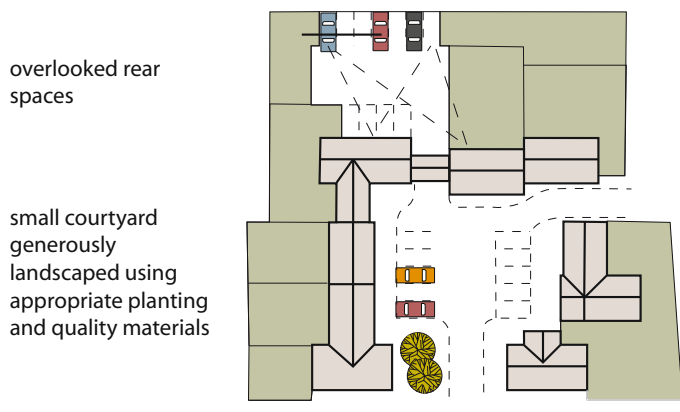 overlooked rear
spaces
small courtyard
generously
landscaped using
appropriate planting
and quality materials